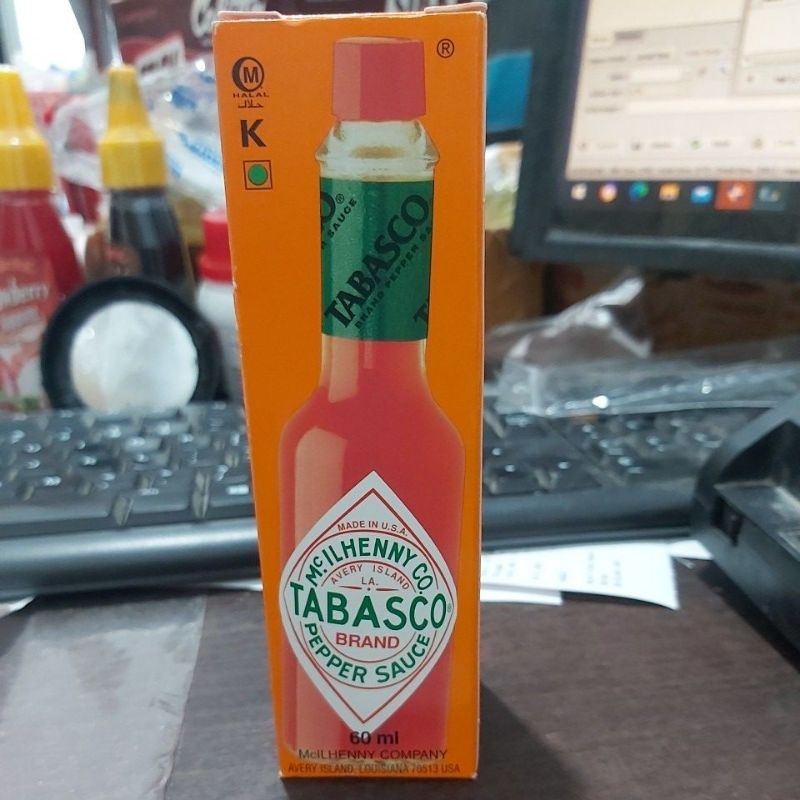 ®
M
HALAL
حلال
K
O®
R SAUCE
TABASCO
BRAND PEPPER SA
T
MADE IN U.S.A.
McILHENNY CO.
AVERY ISLAND
LA.
TABASCO®
BRAND
PEPPER SAUCE
60 ml
McILHENNY COMPANY
AVERY ISLAND, LOUISIANA 70513 USA